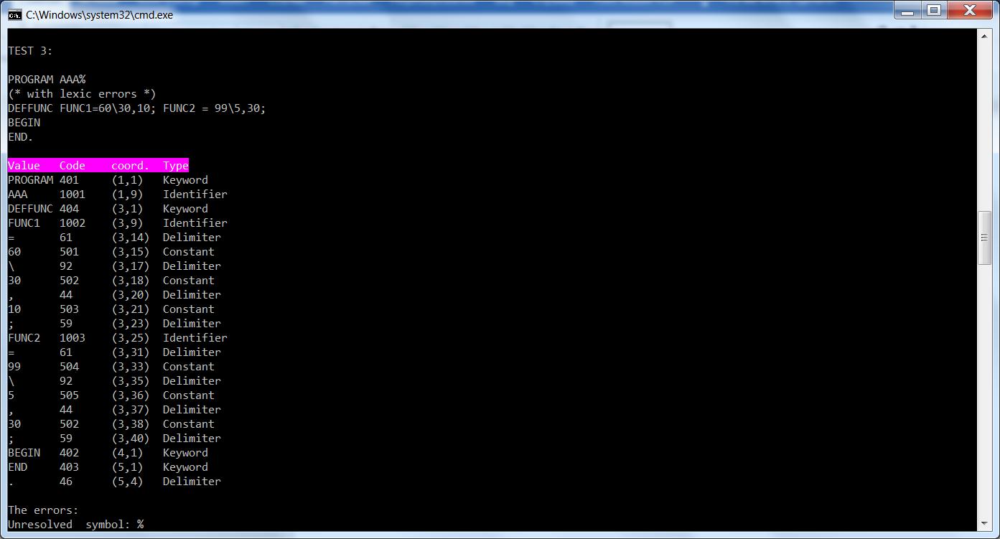 C:\Windows\system32\cmd.exe
TEST 3:
PROGRAM AAA%
(* with lexic errors *)
DEFFUNC FUNC1=60\30,10; FUNC2 = 99\5,30;
BEGIN
END.
Value Code coord. Type
PROGRAM 401 (1,1) Keyword
AAA 1001 (1,9) Identifier
DEFFUNC 404 (3,1) Keyword
FUNC1 1002 (3,9) Identifier
= 61 (3,14) Delimiter
60 501 (3,15) Constant
\ 92 (3,17) Delimiter
30 502 (3,18) Constant
, 44 (3,20) Delimiter
10 503 (3,21) Constant
; 59 (3,23) Delimiter
FUNC2 1003 (3,25) Identifier
= 61 (3,31) Delimiter
99 504 (3,33) Constant
\ 92 (3,35) Delimiter
5 505 (3,36) Constant
, 44 (3,37) Delimiter
30 502 (3,38) Constant
; 59 (3,40) Delimiter
BEGIN 402 (4,1) Keyword
END 403 (5,1) Keyword
. 46 (5,4) Delimiter
The errors:
Unresolved  symbol: %